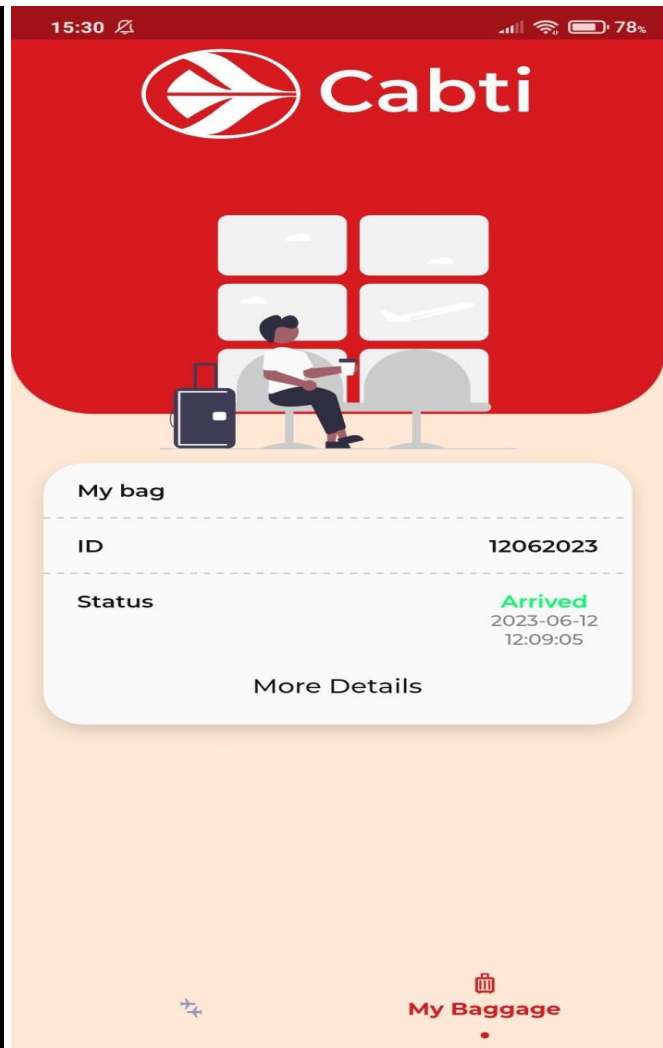 15:30 78%
Cabti
My bag
ID 12062023
Status Arrived
2023-06-12
12:09:05
More Details
My Baggage